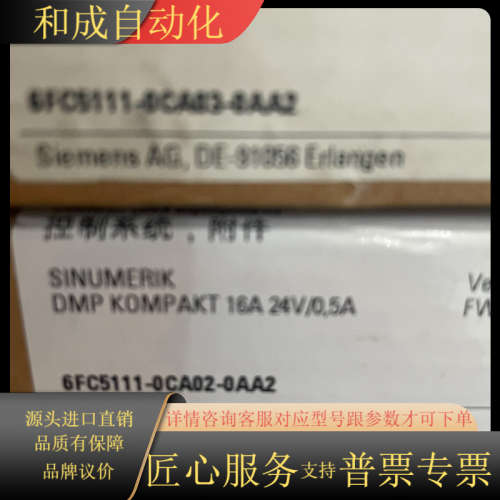 和成自动化
6FC5111-0CA03-0AA2
Siemens AG, DE-91056 Erlangen
控制系统，附件
SINUMERIK
DMP KOMPAKT 16A 24V/0,5A
FW
6FC5111-0CA02-0AA2
源头进口直销
品质有保障
品牌议价
详情咨询客服对应型号跟参数才可下单
匠心服务支持普票专票